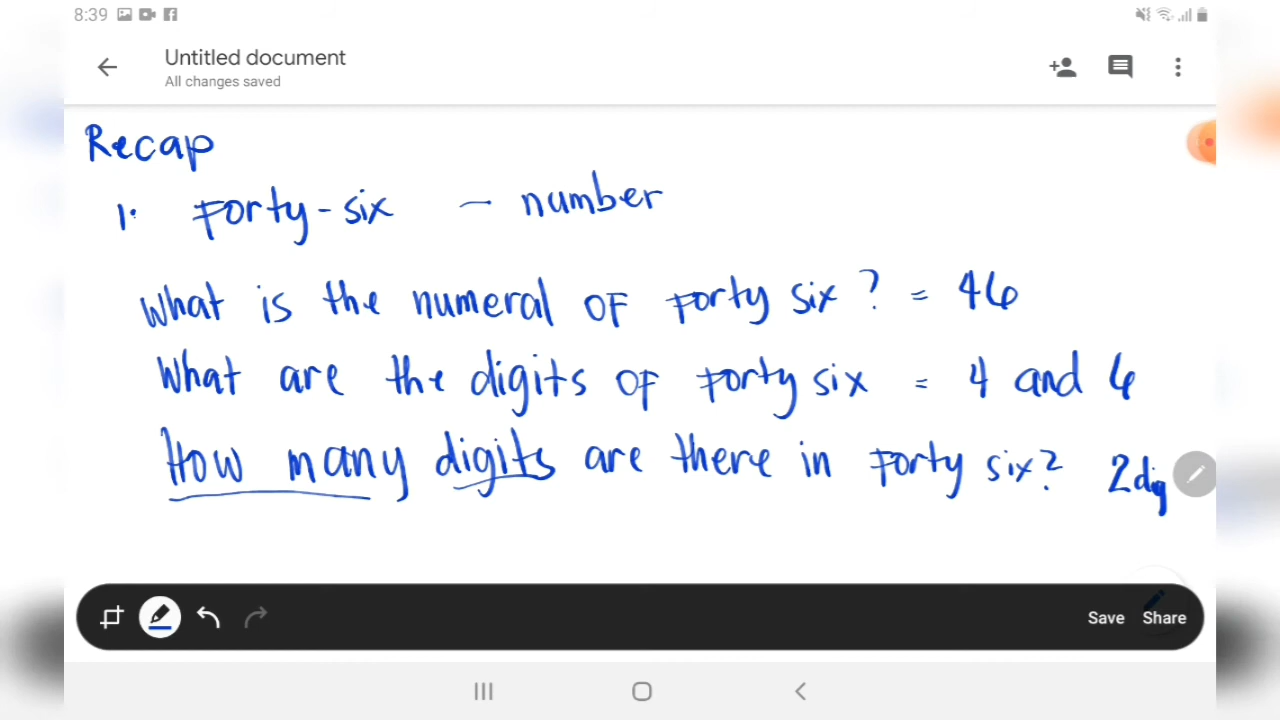 8:39
Untitled document
All changes saved
Recap
1. Forty-six - number
What is the numeral OF Forty six? = 46
What are the digits OF Forty six = 4 and 6
How many digits are there in Forty six? 2 dig
Save Share